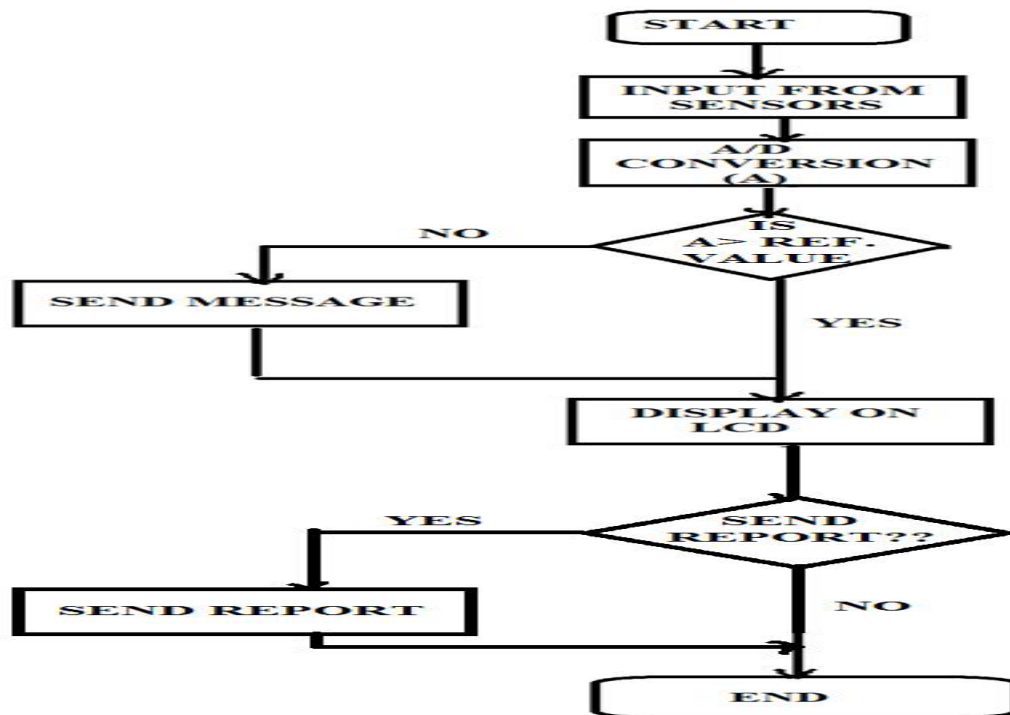 START
INPUT FROM
SENSORS
A/D
CONVERSION
(A)
IS
A> REF.
VALUE
NO
SEND MESSAGE
YES
DISPLAY ON
LCD
SEND
REPORT??
YES
SEND REPORT
NO
END